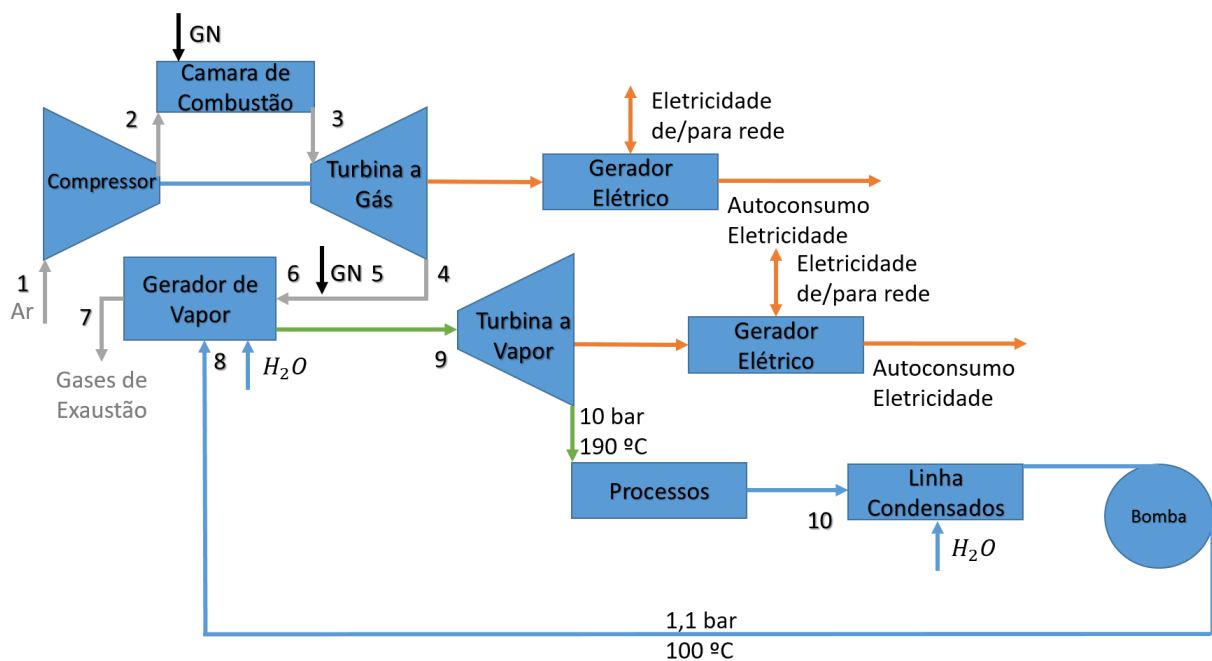 GN
Camara de
Combustão
2
3
Eletricidade
de/para rede
Compressor
Turbina a
Gás
Gerador
Elétrico
Autoconsumo
Eletricidade
1
Ar
Gerador de
Vapor
6
GN
5
4
7
Eletricidade
de/para rede
Turbina a
Vapor
Gerador
Elétrico
8
H₂O
9
Autoconsumo
Eletricidade
Gases de
Exaustão
10 bar
190 ºC
Processos
10
Linha
Condensados
Bomba
H₂O
1,1 bar
100 ºC